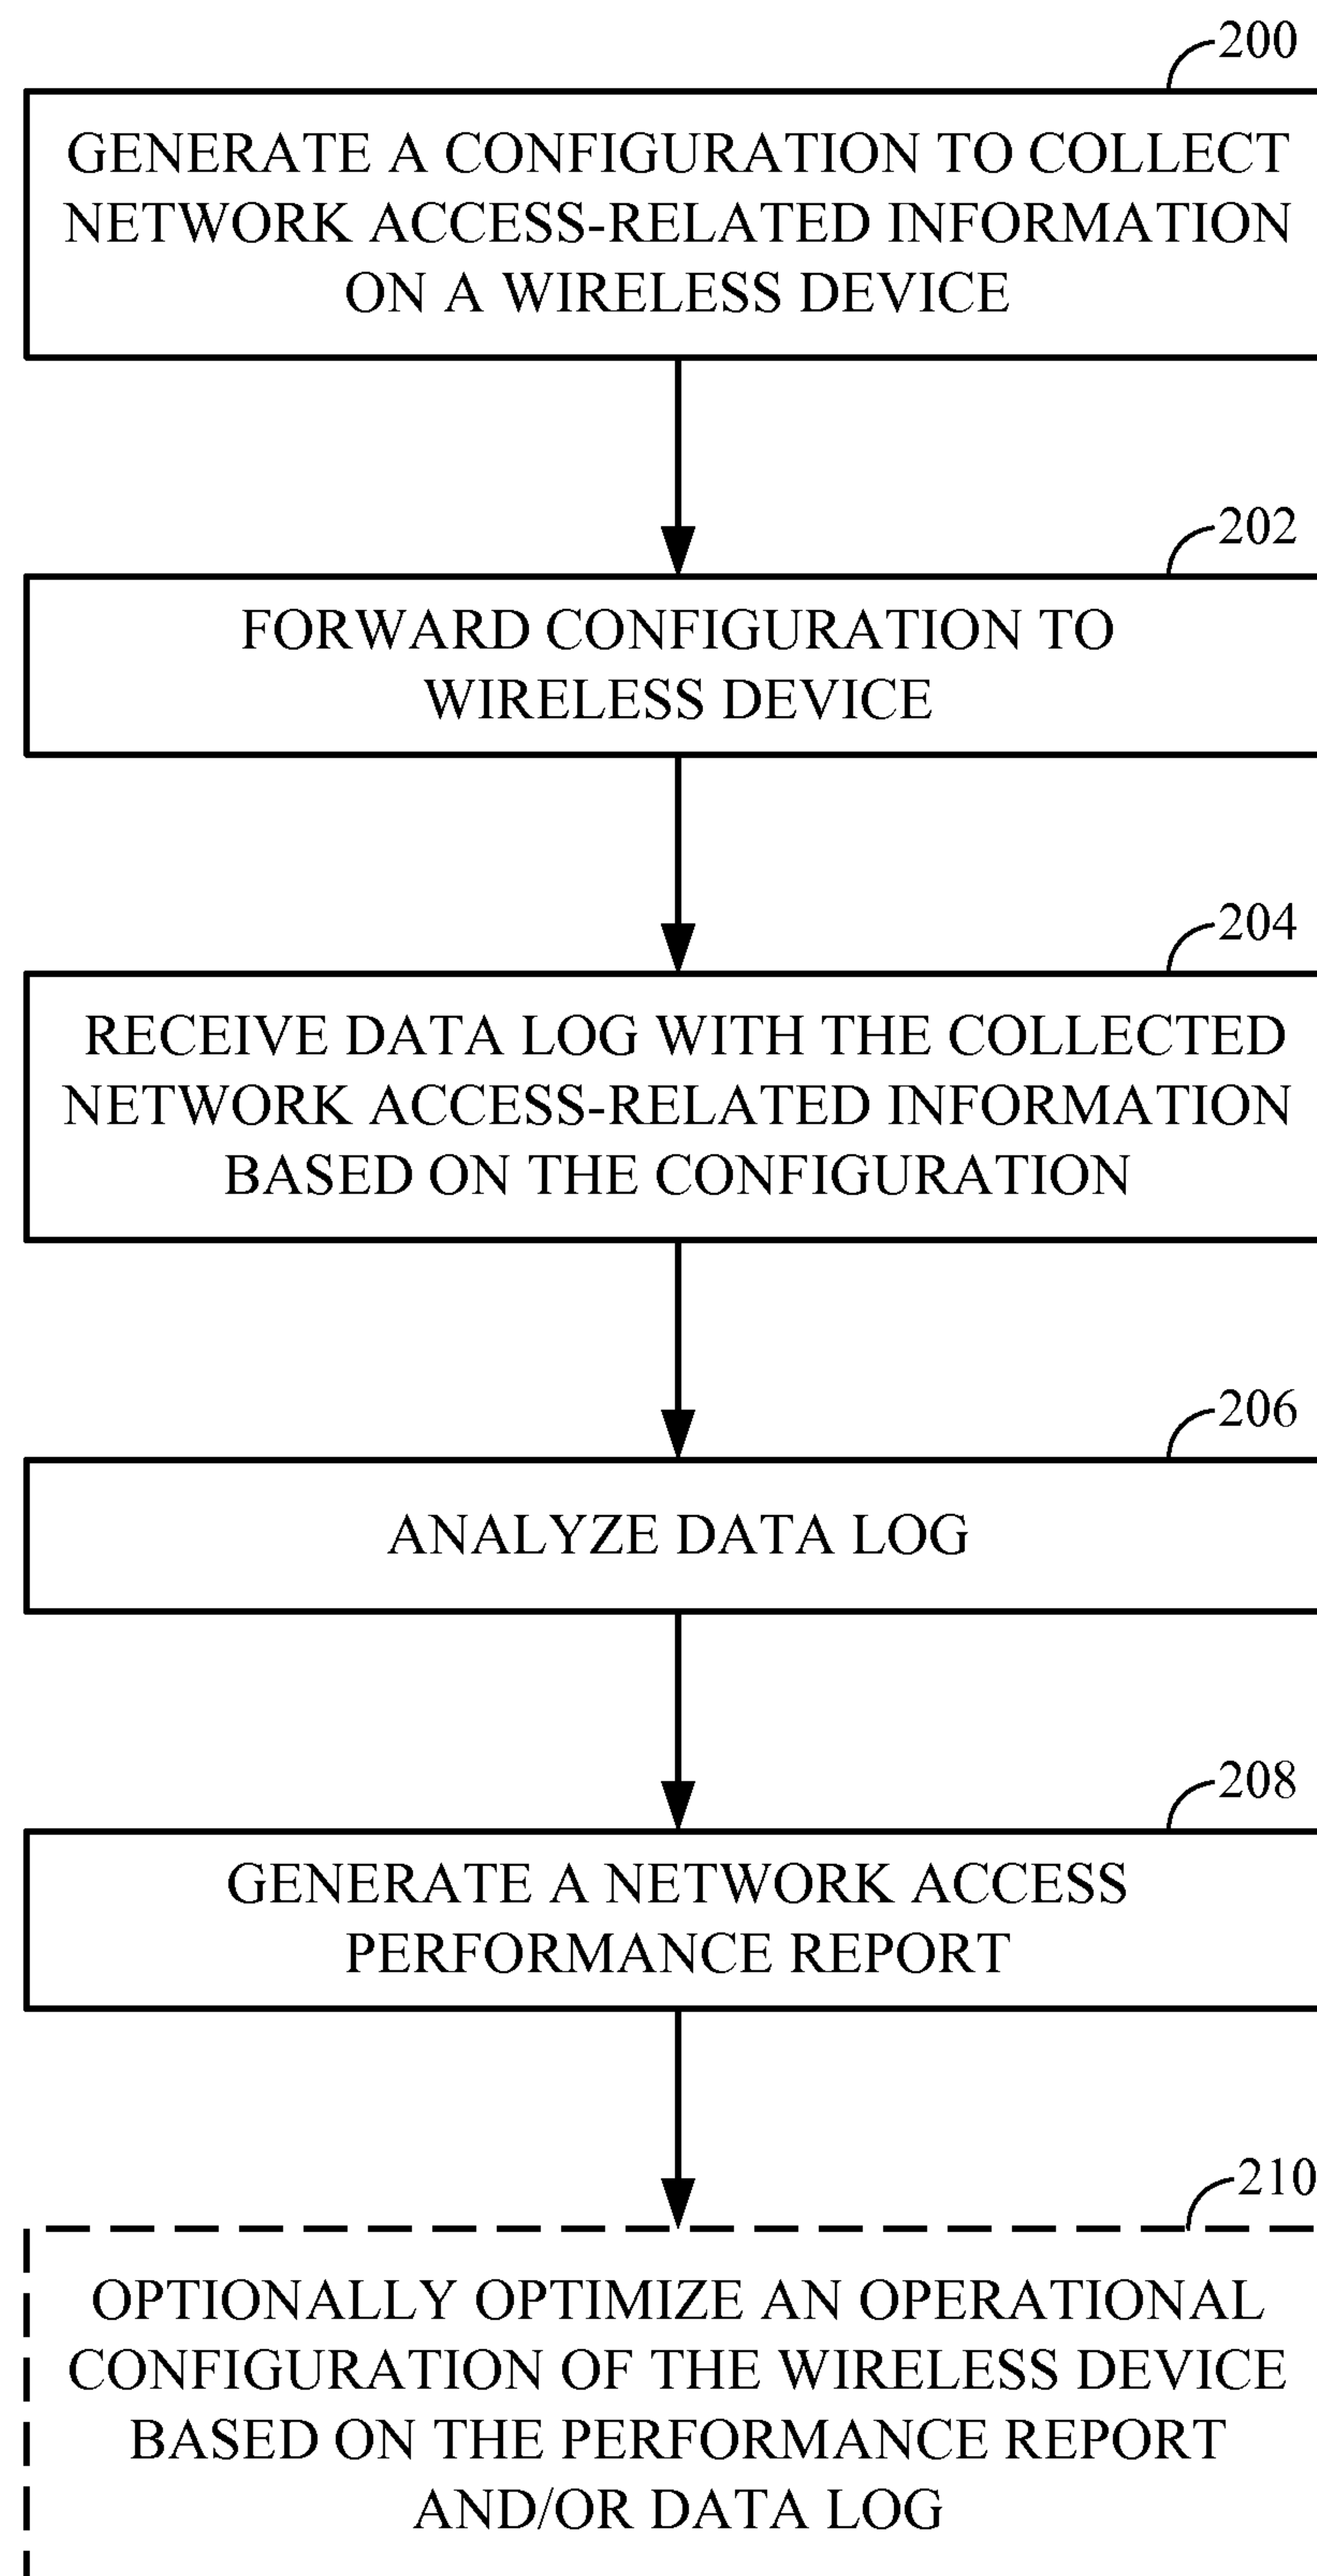 200
GENERATE A CONFIGURATION TO COLLECT
NETWORK ACCESS-RELATED INFORMATION
ON A WIRELESS DEVICE
202
FORWARD CONFIGURATION TO
WIRELESS DEVICE
204
RECEIVE DATA LOG WITH THE COLLECTED
NETWORK ACCESS-RELATED INFORMATION
BASED ON THE CONFIGURATION
206
ANALYZE DATA LOG
208
GENERATE A NETWORK ACCESS
PERFORMANCE REPORT
210
OPTIONALLY OPTIMIZE AN OPERATIONAL
CONFIGURATION OF THE WIRELESS DEVICE
BASED ON THE PERFORMANCE REPORT
AND/OR DATA LOG